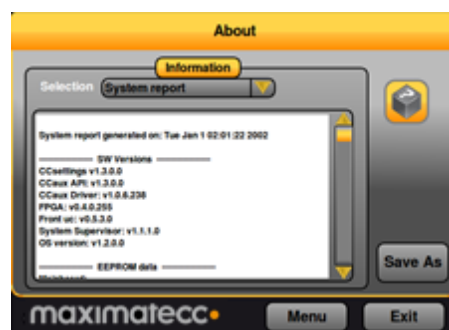 About
Information
Selection System report
System report generated on: Tue Jan 1 02:01:22 2002
SW Versions
CCsettings v1.3.0.0
CCaux API: v1.3.0.0
CCaux Driver: v1.0.6.238
FPGA: v0.4.0.255
Front uc: v0.5.3.0
System Supervisor: v1.1.1.0
OS version: v1.2.0.0
EEPROM data
Save As
maximatecc
Menu
Exit